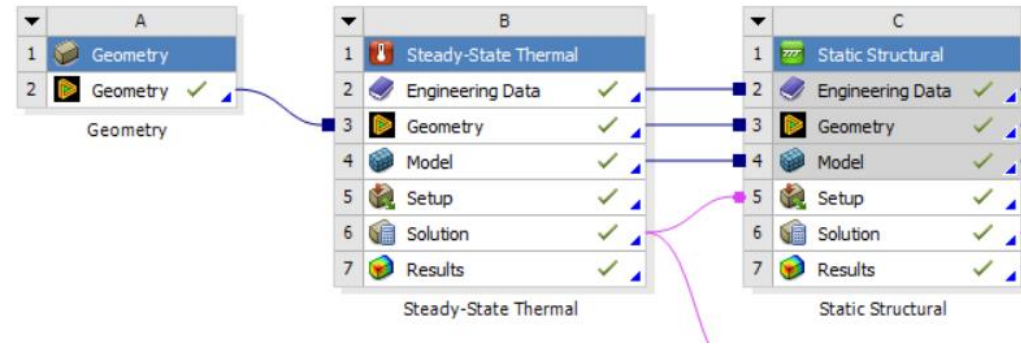 A
1 Geometry
2 Geometry
Geometry
B
1 Steady-State Thermal
2 Engineering Data
3 Geometry
4 Model
5 Setup
6 Solution
7 Results
Steady-State Thermal
C
1 Static Structural
2 Engineering Data
3 Geometry
4 Model
5 Setup
6 Solution
7 Results
Static Structural